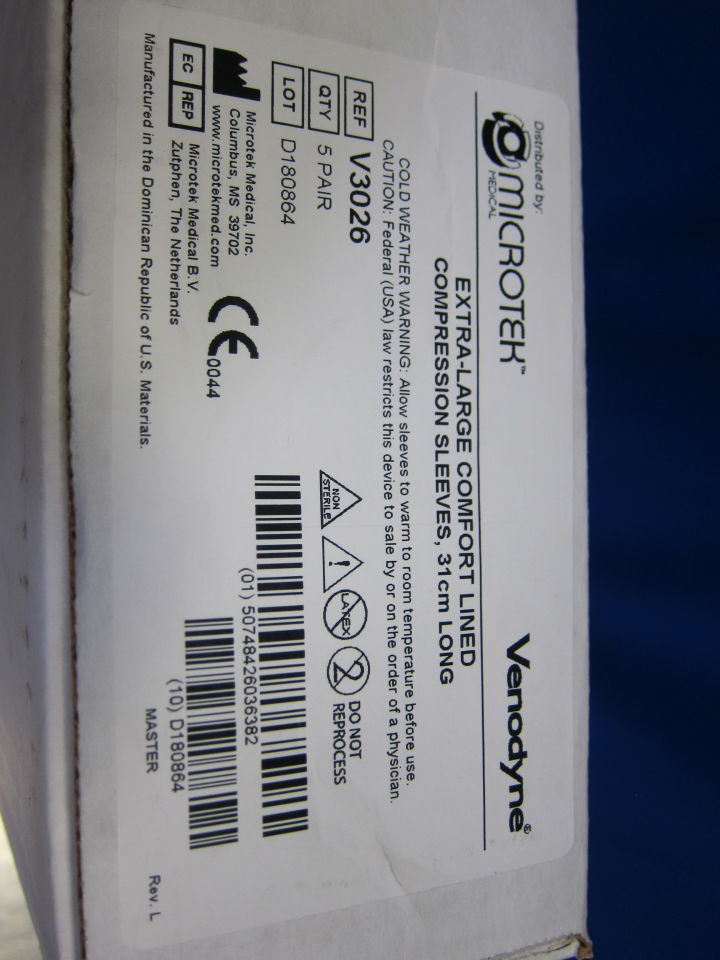 Distributed by:
MICROTEK™
MEDICAL
Venodyne®
EXTRA-LARGE COMFORT LINED
COMPRESSION SLEEVES, 31cm LONG
COLD WEATHER WARNING: Allow sleeves to warm to room temperature before use.
CAUTION: Federal (USA) law restricts this device to sale by or on the order of a physician.
REF V3026
QTY 5 PAIR
LOT D180864
NON
STERILE
!
LATEX
2
DO NOT
REPROCESS
Microtek Medical, Inc.
Columbus, MS 39702
www.microtekmed.com
CE 0044
(01) 50748426036382
EC REP
Microtek Medical B.V.
Zutphen, The Netherlands
(10) D180864
Manufactured in the Dominican Republic of U.S. Materials.
MASTER
Rev. L